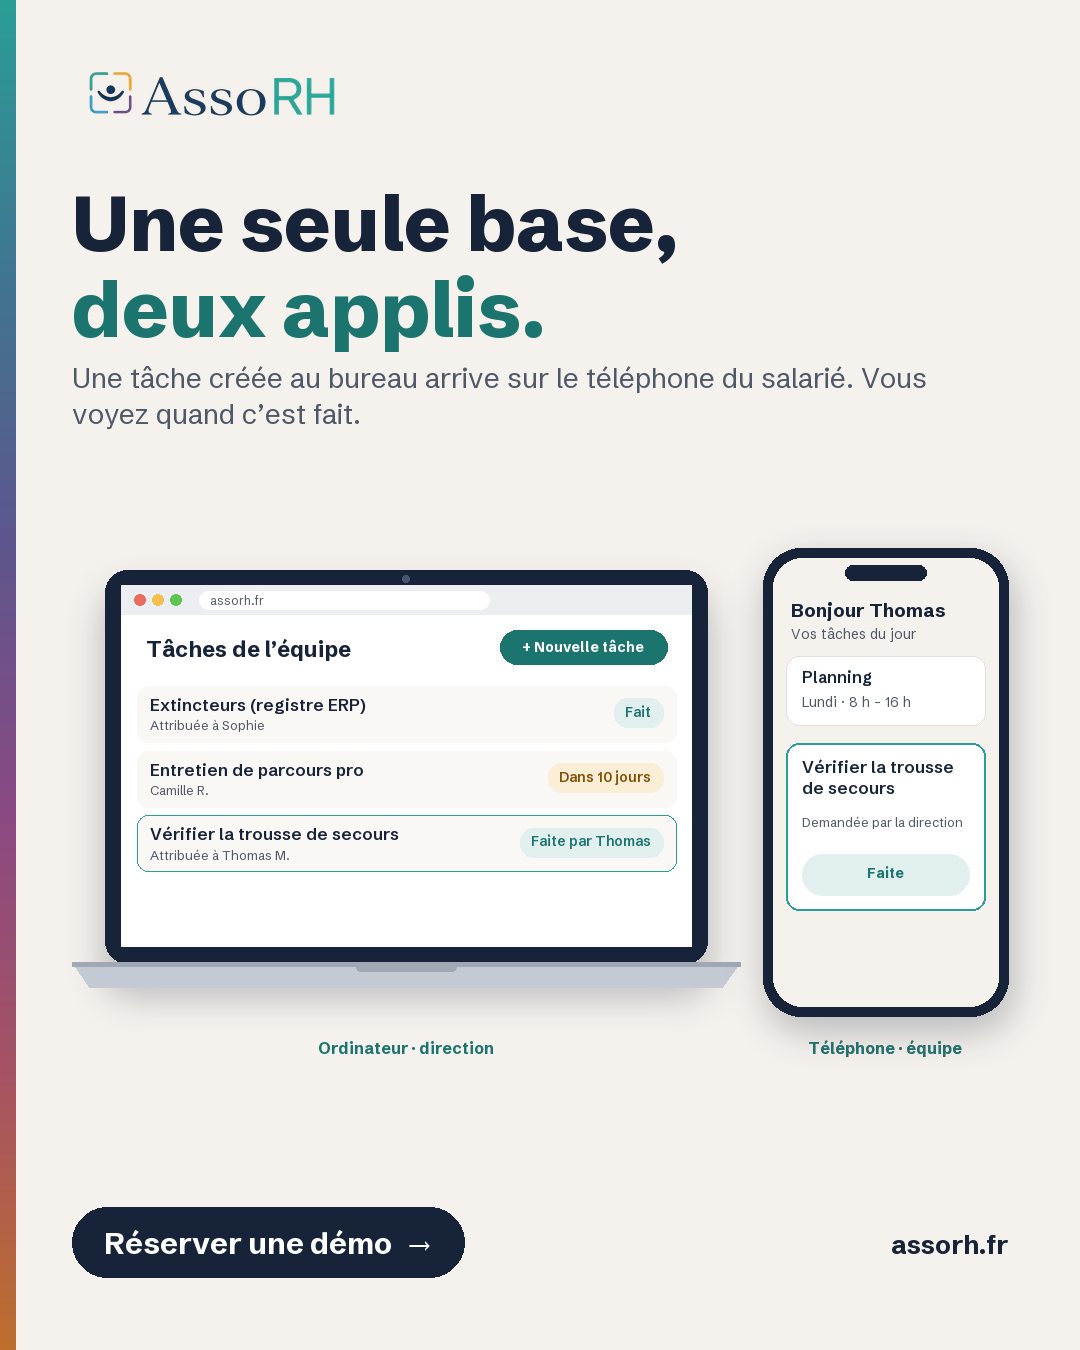 AssoRH
Une seule base,
deux applis.
Une tâche créée au bureau arrive sur le téléphone du salarié. Vous
voyez quand c’est fait.
assorh.fr
Tâches de l’équipe
+ Nouvelle tâche
Extincteurs (registre ERP)
Attribuée à Sophie
Fait
Entretien de parcours pro
Camille R.
Dans 10 jours
Vérifier la trousse de secours
Attribuée à Thomas M.
Faite par Thomas
Ordinateur · direction
Bonjour Thomas
Vos tâches du jour
Planning
Lundi · 8 h – 16 h
Vérifier la trousse
de secours
Demandée par la direction
Faite
Téléphone · équipe
Réserver une démo →
assorh.fr